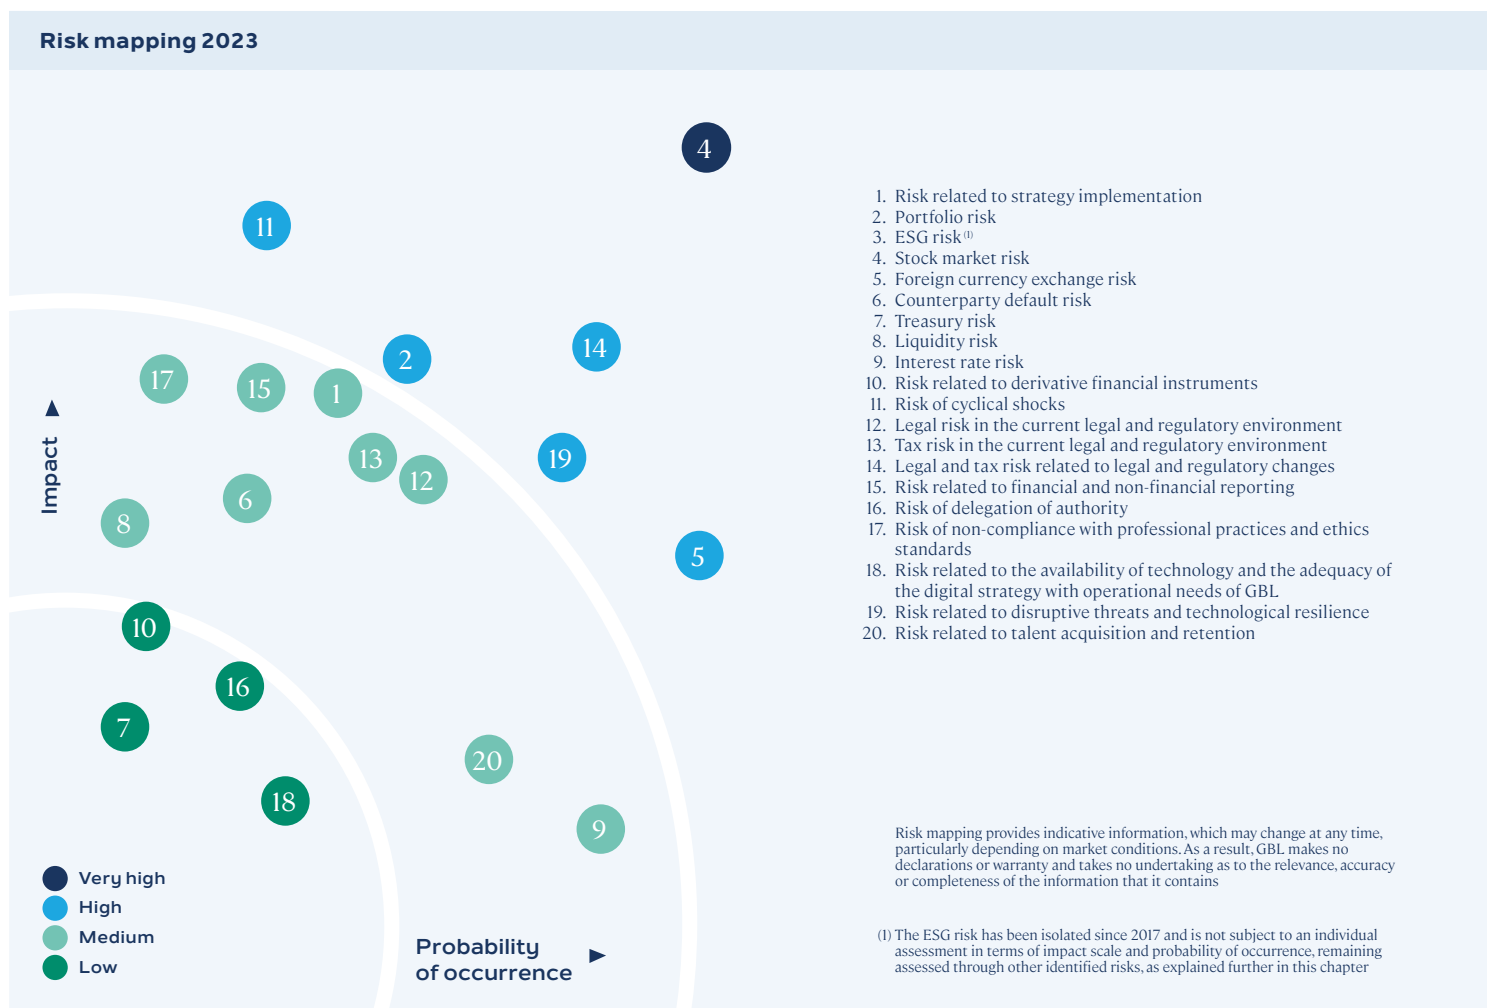 Risk mapping 2023
4
11
2
14
17
15
1
13
12
19
6
8
5
10
16
7
20
18
9
Impact
Very high
High
Medium
Low
Probability
of occurrence
1. Risk related to strategy implementation
2. Portfolio risk
3. ESG risk (1)
4. Stock market risk
5. Foreign currency exchange risk
6. Counterparty default risk
7. Treasury risk
8. Liquidity risk
9. Interest rate risk
10. Risk related to derivative financial instruments
11. Risk of cyclical shocks
12. Legal risk in the current legal and regulatory environment
13. Tax risk in the current legal and regulatory environment
14. Legal and tax risk related to legal and regulatory changes
15. Risk related to financial and non-financial reporting
16. Risk of delegation of authority
17. Risk of non-compliance with professional practices and ethics
standards
18. Risk related to the availability of technology and the adequacy of
the digital strategy with operational needs of GBL
19. Risk related to disruptive threats and technological resilience
20. Risk related to talent acquisition and retention
Risk mapping provides indicative information, which may change at any time,
particularly depending on market conditions. As a result, GBL makes no
declarations or warranty and takes no undertaking as to the relevance, accuracy
or completeness of the information that it contains
(1) The ESG risk has been isolated since 2017 and is not subject to an individual
assessment in terms of impact scale and probability of occurrence, remaining
assessed through other identified risks, as explained further in this chapter